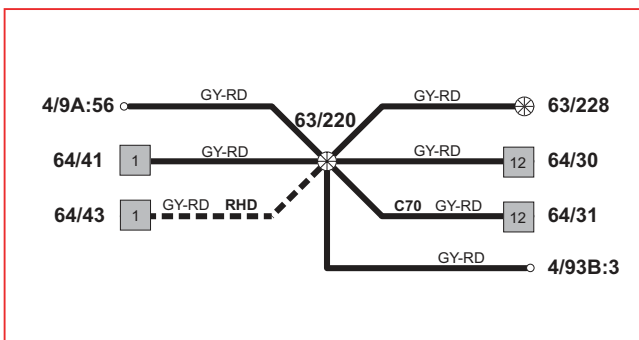 GY-RD GY-RD
4/9A:56 63/228
63/220
64/41 1 GY-RD GY-RD 12 64/30
64/43 1 GY-RD RHD C70 GY-RD 12 64/31
GY-RD
4/93B:3